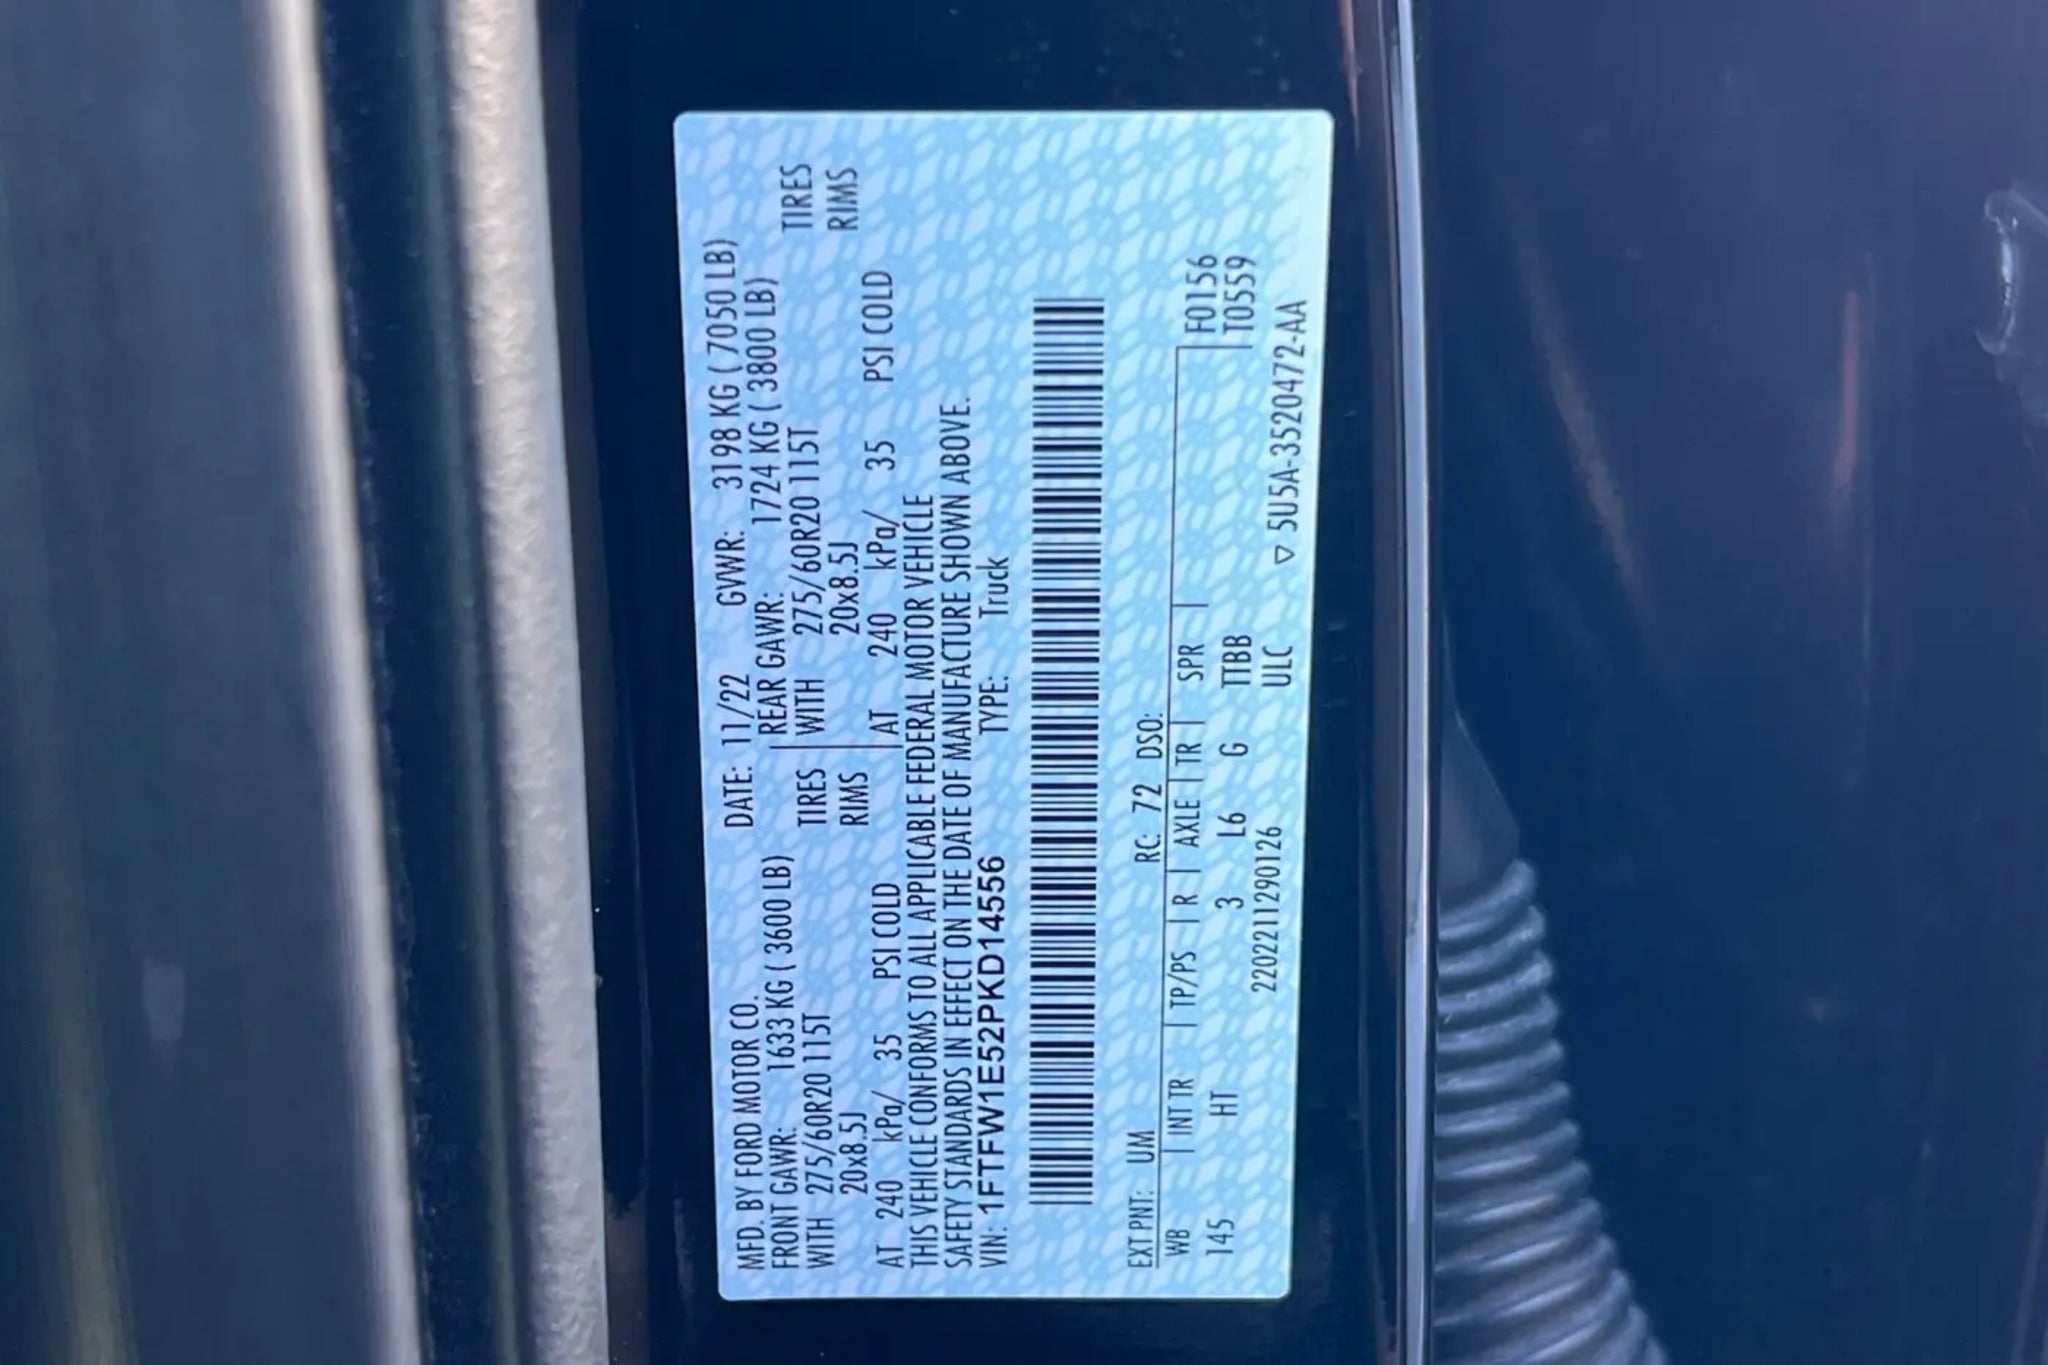 MFD. BY FORD MOTOR CO. DATE: 11/22 GVWR: 3198 KG ( 7050 LB)
FRONT GAWR: 1633 KG ( 3600 LB) REAR GAWR: 1724 KG ( 3800 LB)
WITH 275/60R20 115T TIRES WITH 275/60R20 115T TIRES
20x8.5J RIMS 20x8.5J RIMS
AT 240 kPa/ 35 PSI COLD AT 240 kPa/ 35 PSI COLD
THIS VEHICLE CONFORMS TO ALL APPLICABLE FEDERAL MOTOR VEHICLE
SAFETY STANDARDS IN EFFECT ON THE DATE OF MANUFACTURE SHOWN ABOVE.
VIN: 1FTFW1E52PKD14556 TYPE: Truck
EXT PNT: UM RC: 72 DSO:
WB INT TR TP/PS R AXLE TR SPR F0156
145 HT 3 L6 G TTBB T0559
2202211290126 ULC
▽ 5U5A-3520472-AA